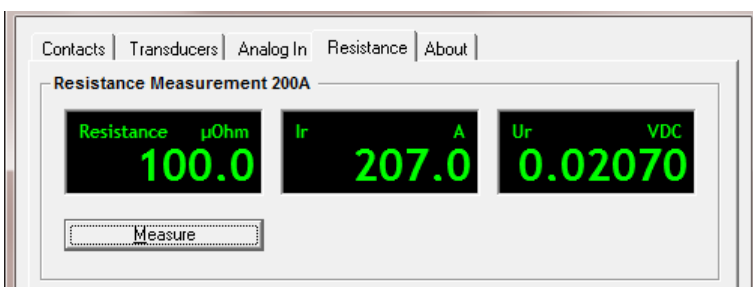 Contacts Transducers Analog In Resistance About
Resistance Measurement 200A
Resistance µOhm Ir A Ur VDC
100.0 207.0 0.02070
Measure